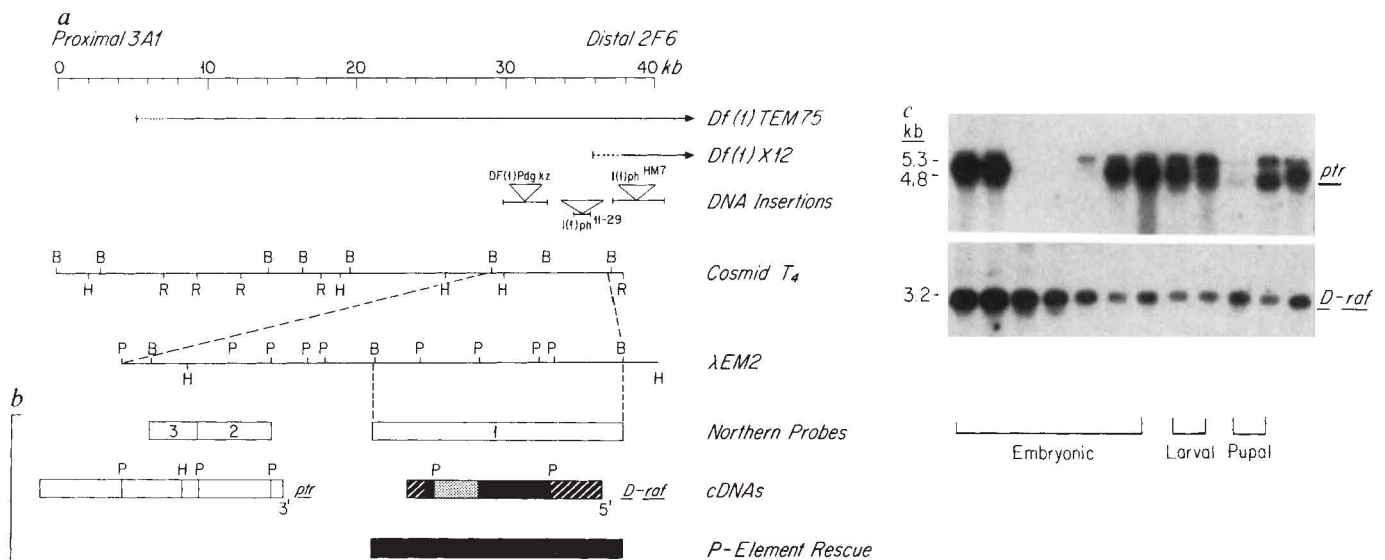 a
Proximal 3A1 Distal 2F6
0 10 20 30 40 kb
Df(1) TEM75
Df(1) X12
DF(1)Pdg kz l(1)ph HM7
l(1)ph 11-29
DNA Insertions
B B B B B B B B
H R R R R H H H R
Cosmid T4
P B P P P P B P P P P B
H H
λEM2
b
3 2 1
Northern Probes
P H P P P P
3' ptr D-raf 5'
cDNAs
P-Element Rescue
c
kb
5.3 -
4.8 ptr
3.2 - D-raf
Embryonic Larval Pupal